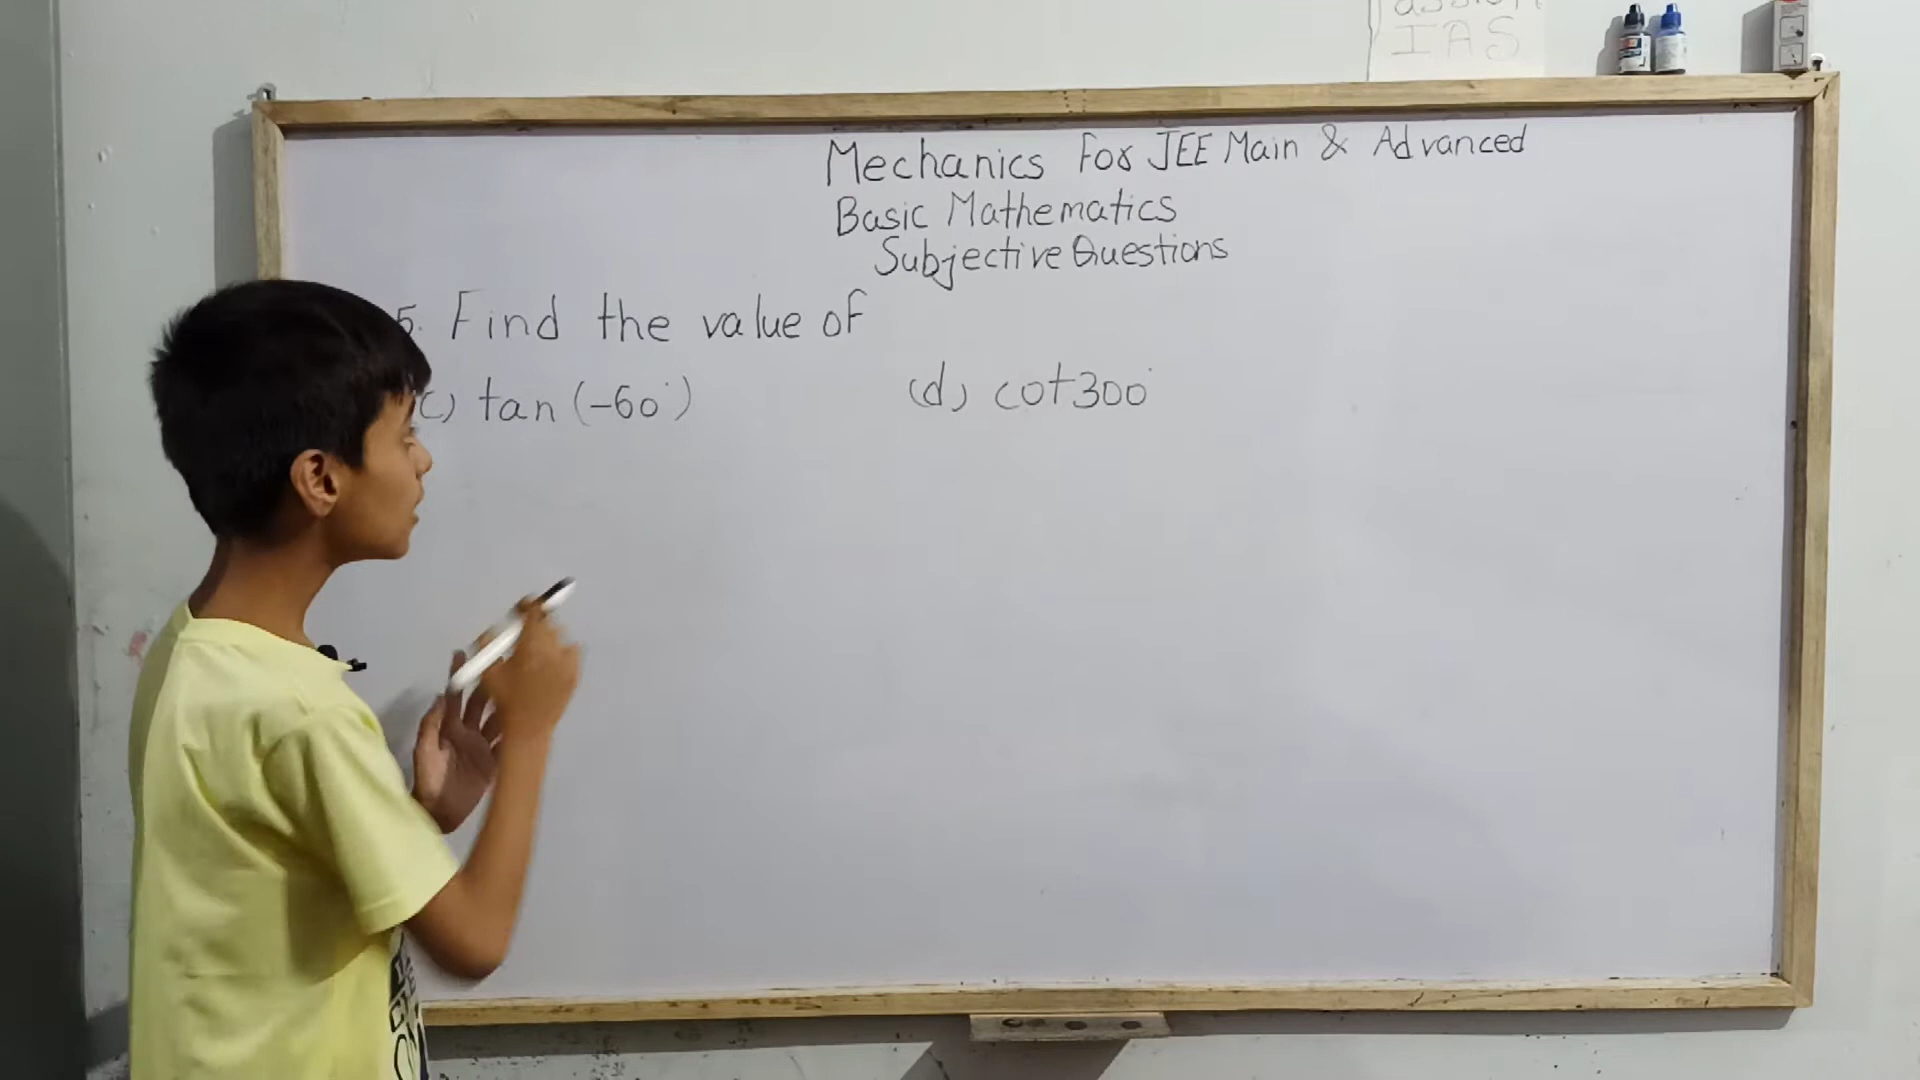 IAS
Mechanics For JEE Main & Advanced
Basic Mathematics
Subjective Questions
5. Find the value of
c) tan (-60°)
(d) cot300°